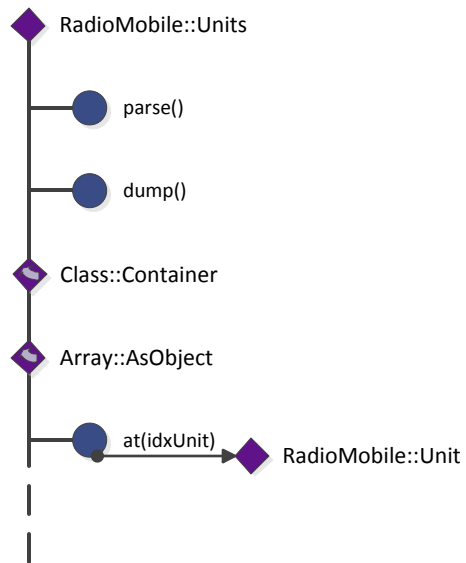 RadioMobile::Units
parse()
dump()
Class::Container
Array::AsObject
at(idxUnit)
RadioMobile::Unit